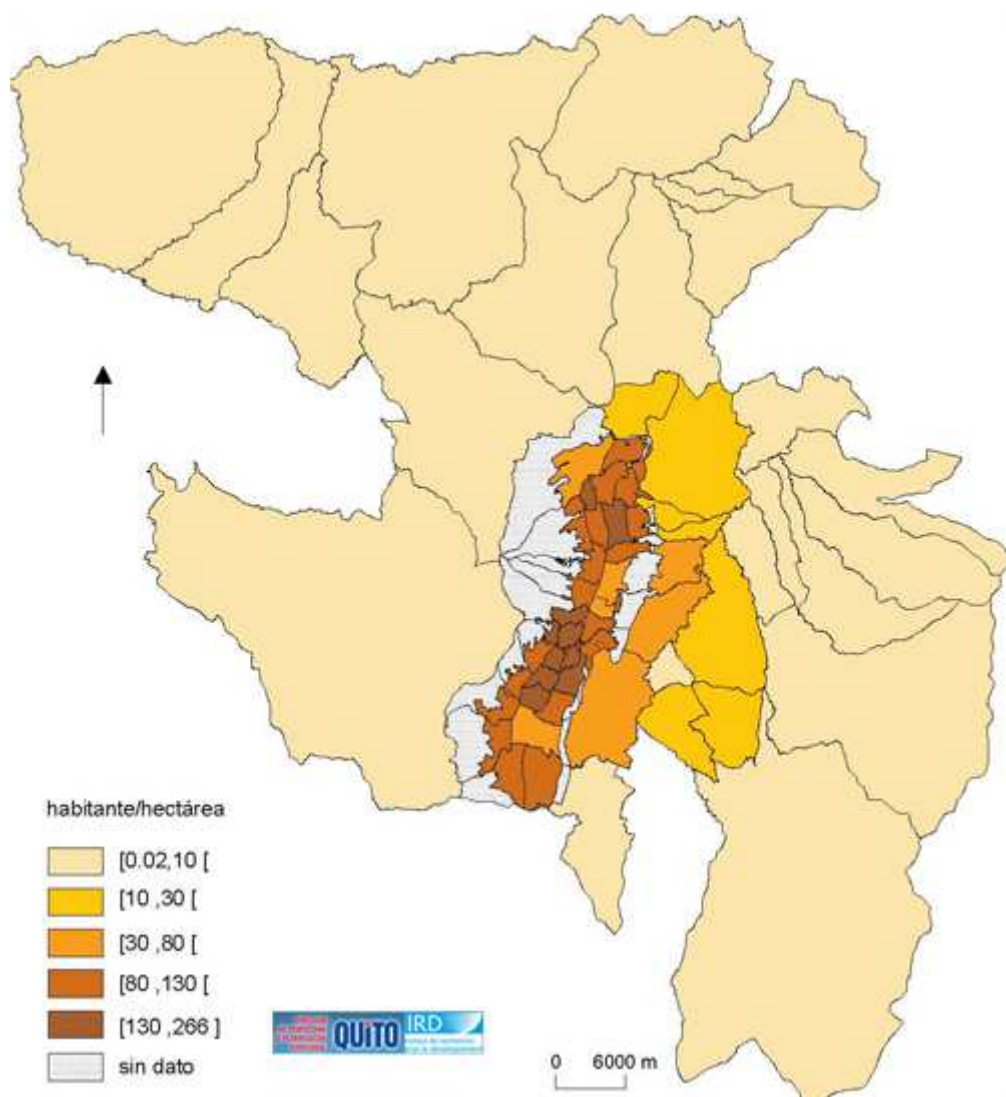 habitante/hectárea
[0.02,10 [
[10 ,30 [
[30 ,80 [
[80 ,130 [
[130 ,266 ]
sin dato
QUiTO
IRD
0 6000 m